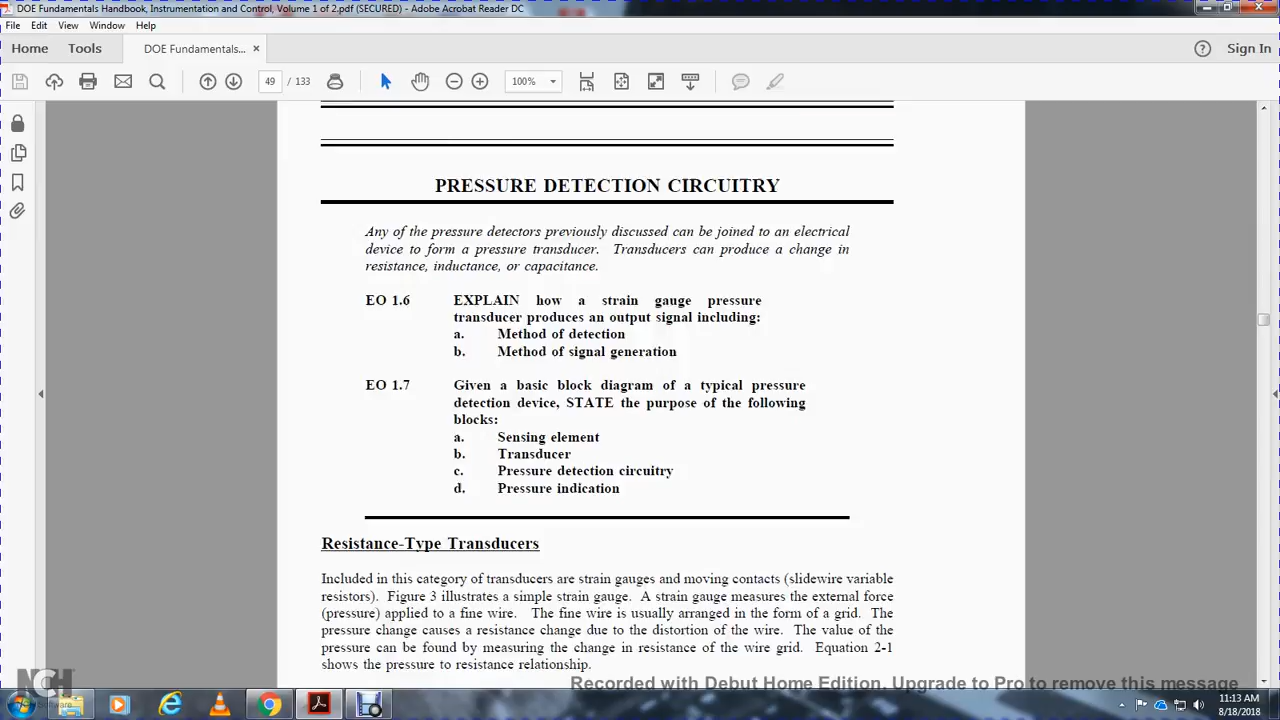 DOE Fundamentals Handbook, Instrumentation and Control, Volume 1 of 2.pdf (SECURED) - Adobe Acrobat Reader DC
File Edit View Window Help
Home Tools DOE Fundamentals... × Sign In
49 / 133 100%
PRESSURE DETECTION CIRCUITRY
Any of the pressure detectors previously discussed can be joined to an electrical
device to form a pressure transducer. Transducers can produce a change in
resistance, inductance, or capacitance.
EO 1.6 EXPLAIN how a strain gauge pressure
transducer produces an output signal including:
a. Method of detection
b. Method of signal generation
EO 1.7 Given a basic block diagram of a typical pressure
detection device, STATE the purpose of the following
blocks:
a. Sensing element
b. Transducer
c. Pressure detection circuitry
d. Pressure indication
Resistance-Type Transducers
Included in this category of transducers are strain gauges and moving contacts (slidewire variable
resistors). Figure 3 illustrates a simple strain gauge. A strain gauge measures the external force
(pressure) applied to a fine wire. The fine wire is usually arranged in the form of a grid. The
pressure change causes a resistance change due to the distortion of the wire. The value of the
pressure can be found by measuring the change in resistance of the wire grid. Equation 2-1
shows the pressure to resistance relationship.
NCH
Software
Recorded with Debut Home Edition. Upgrade to Pro to remove this message
11:13 AM
8/18/2018